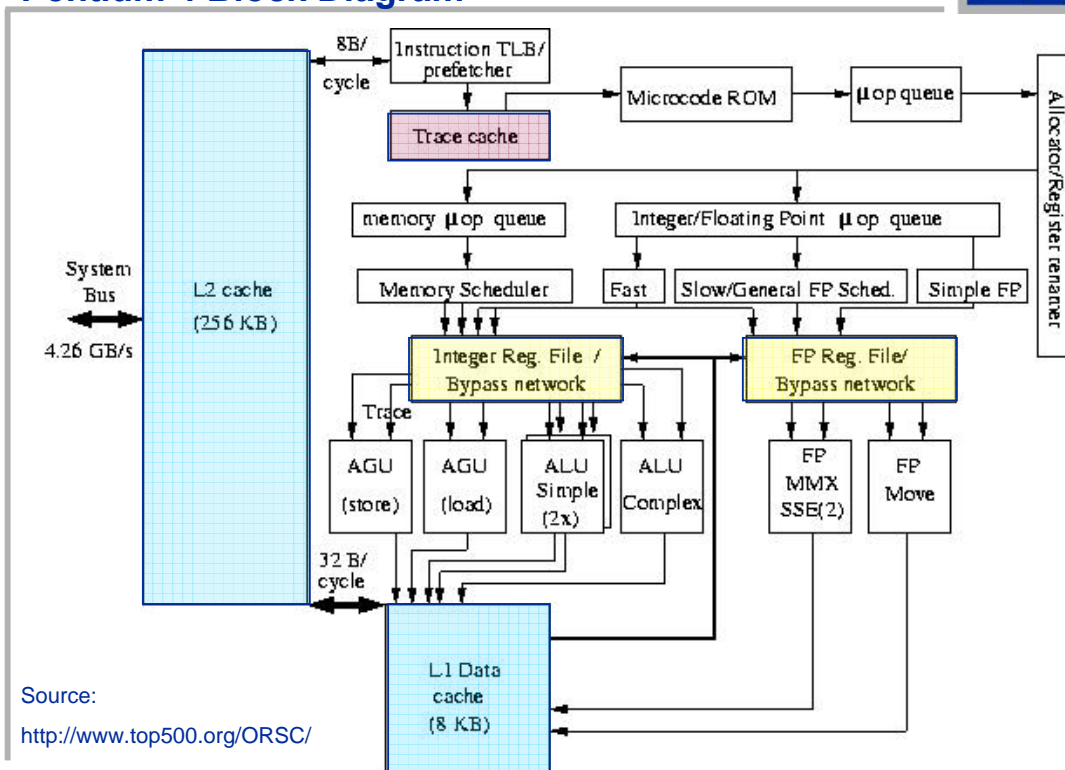 Pentium 4 Block Diagram
8B/
cycle
Instruction TLB/
prefetcher
Microcode ROM
µop queue
Allocator/Register renamer
Trace cache
memory µop queue
Integer/Floating Point µop queue
System
Bus
4.26 GB/s
L2 cache
(256 KB)
Memory Scheduler
Fast
Slow/General FP Sched.
Simple FP
Integer Reg. File /
Bypass network
FP Reg. File/
Bypass network
Trace
AGU
(store)
AGU
(load)
ALU
Simple
(2x)
ALU
Complex
FP
MMX
SSE(2)
FP
Move
32 B/
cycle
L1 Data
cache
(8 KB)
Source:
http://www.top500.org/ORSC/